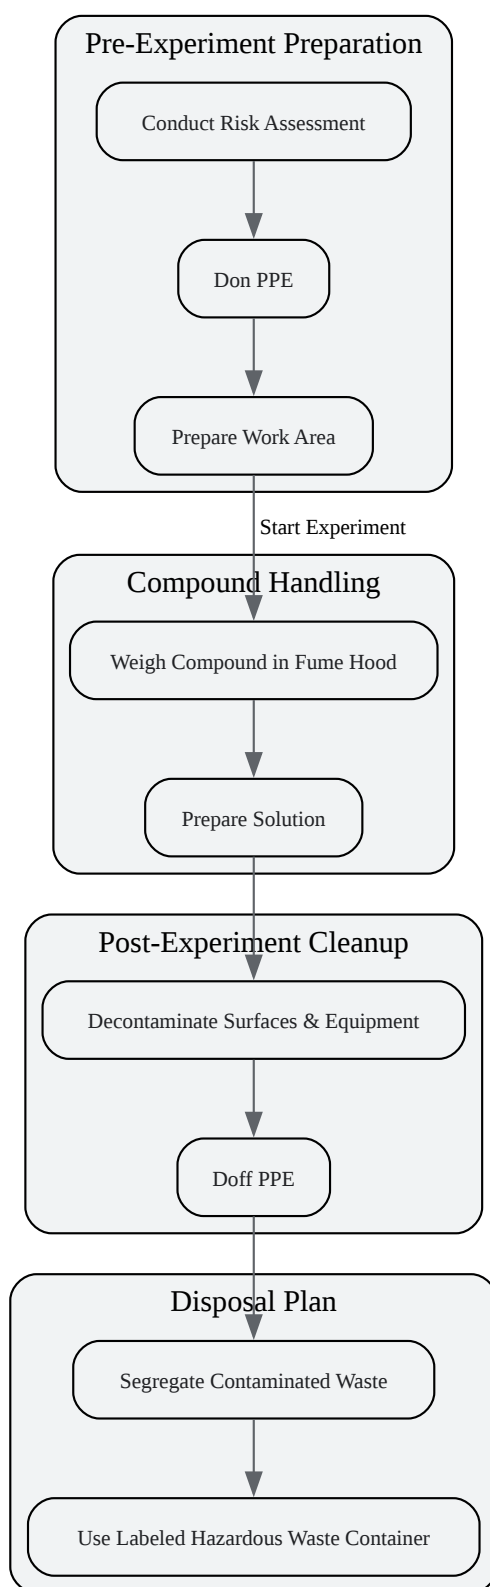 Pre-Experiment Preparation
Conduct Risk Assessment
Don PPE
Prepare Work Area
Start Experiment
Compound Handling
Weigh Compound in Fume Hood
Prepare Solution
Post-Experiment Cleanup
Decontaminate Surfaces & Equipment
Doff PPE
Disposal Plan
Segregate Contaminated Waste
Use Labeled Hazardous Waste Container